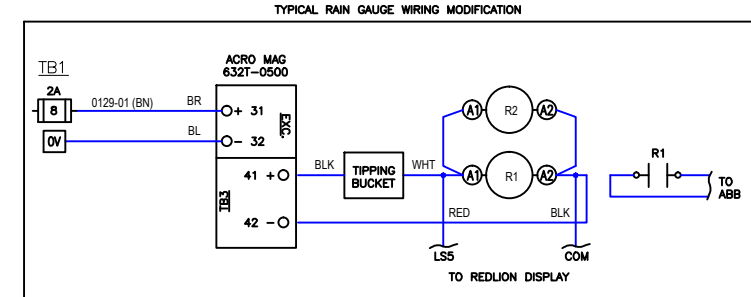 TYPICAL RAIN GAUGE WIRING MODIFICATION
TB1
ACRO MAG
632T-0500
2A
8
0129-01 (BN)
BR
+ 31
EXC.
0V
BL
- 32
A1
R2
A2
41 +
BLK
TIPPING
BUCKET
WHT
A1
R1
A2
R1
TO
ABB
TB3
42 -
RED
BLK
LS5
COM
TO REDLION DISPLAY